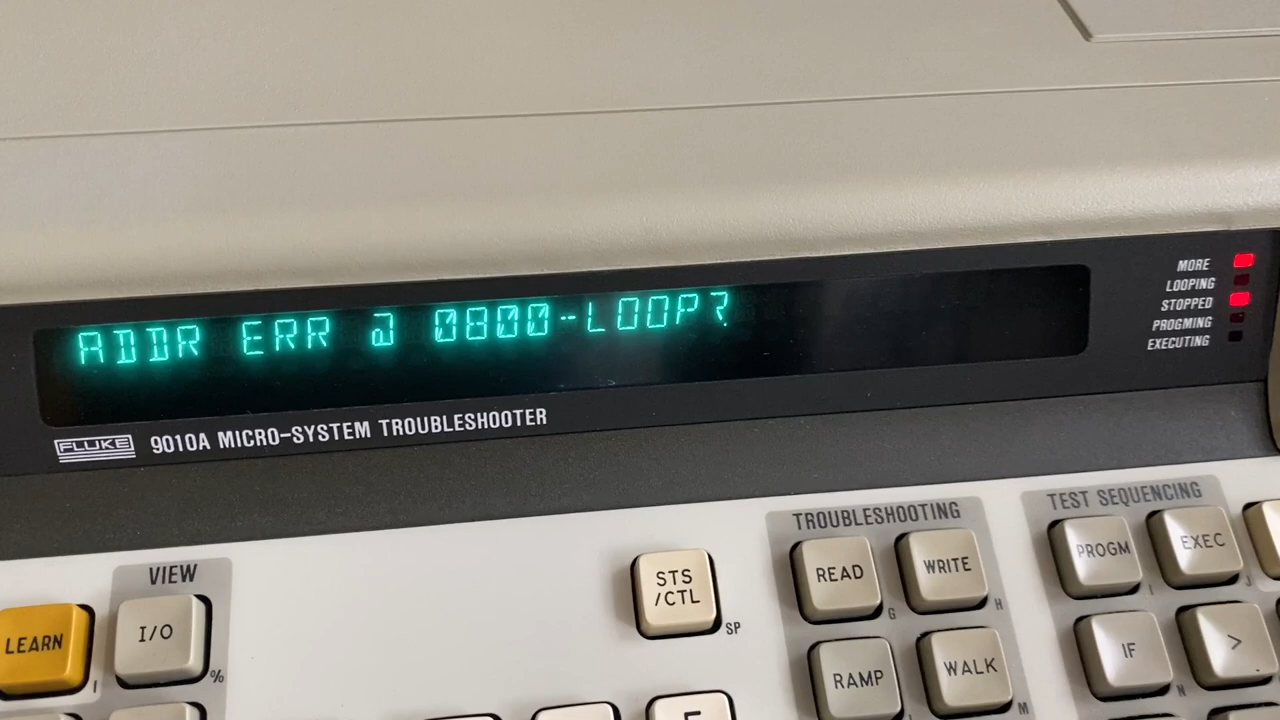 MORE
LOOPING
STOPPED
PROGMING
EXECUTING
ADDR ERR @ 0800-LOOP?
FLUKE 9010A MICRO-SYSTEM TROUBLESHOOTER
VIEW
LEARN
I/O
%
STS
/CTL
SP
TROUBLESHOOTING
READ
G
WRITE
H
RAMP
WALK
M
TEST SEQUENCING
PROGM
I
EXEC
J
IF
N
>